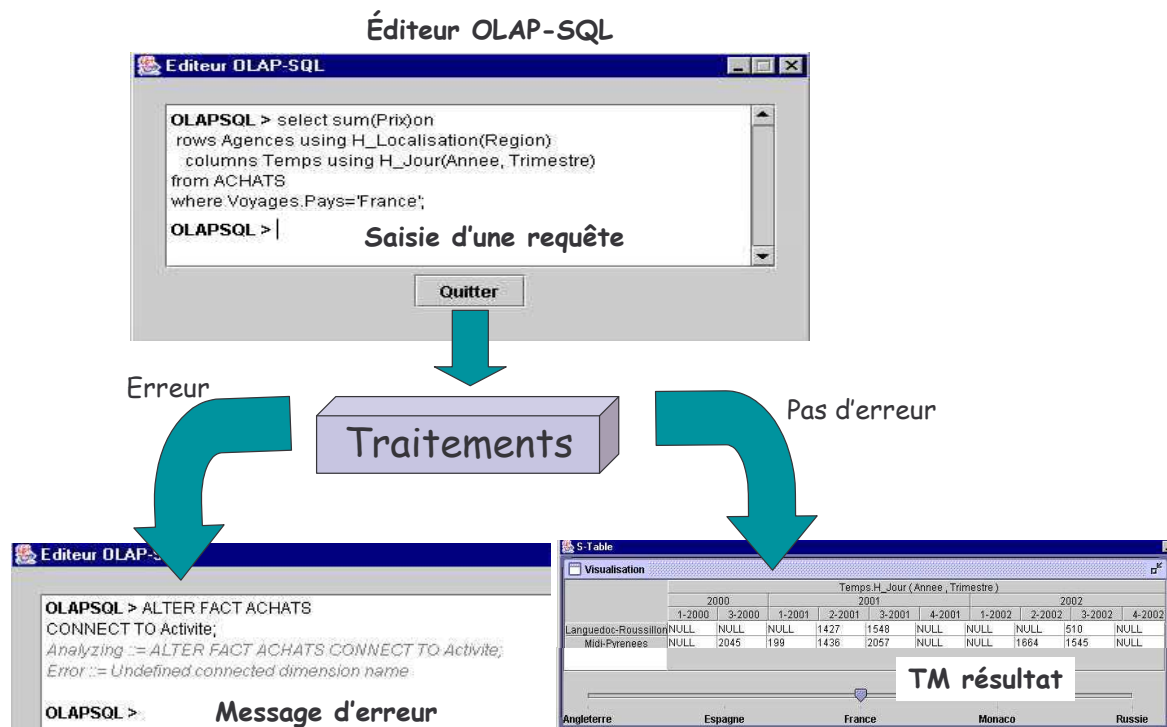 Éditeur OLAP-SQL
Editeur OLAP-SQL
OLAPSQL > select sum(Prix)on
rows Agences using H_Localisation(Region)
columns Temps using H_Jour(Annee, Trimestre)
from ACHATS
where Voyages.Pays='France';
OLAPSQL >
Saisie d'une requête
Quitter
Erreur
Pas d'erreur
Traitements
Editeur OLAP-S
OLAPSQL > ALTER FACT ACHATS
CONNECT TO Activite;
Analyzing ::= ALTER FACT ACHATS CONNECT TO Activite;
Error ::= Undefined connected dimension name
OLAPSQL >
Message d'erreur
S-Table
Visualisation
Temps.H_Jour ( Annee , Trimestre )
2000 2001 2002
1-2000 3-2000 1-2001 2-2001 3-2001 4-2001 1-2002 2-2002 3-2002 4-2002
Languedoc-Roussillon NULL NULL NULL 1427 1548 NULL NULL NULL 510 NULL
Midi-Pyrenees NULL 2045 199 1436 2057 NULL NULL 1664 1545 NULL
TM résultat
Angleterre Espagne France Monaco Russie